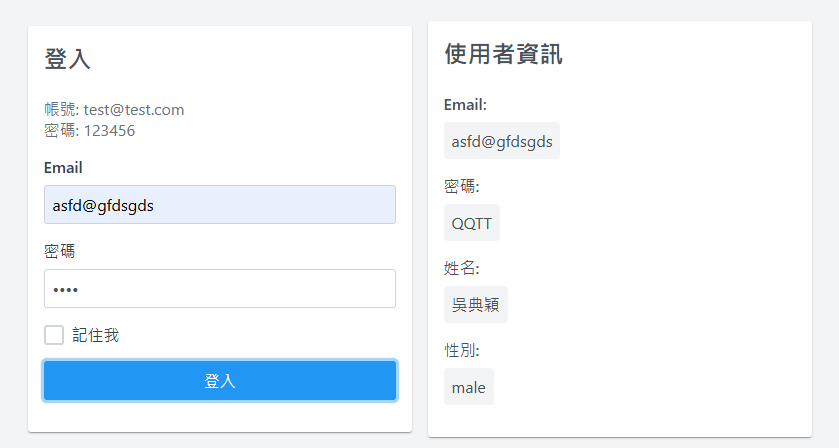 登入
帳號: test@test.com
密碼: 123456
Email
asfd@gfdsgds
密碼
••••
記住我
登入
使用者資訊
Email:
asfd@gfdsgds
密碼:
QQTT
姓名:
吳典穎
性別:
male